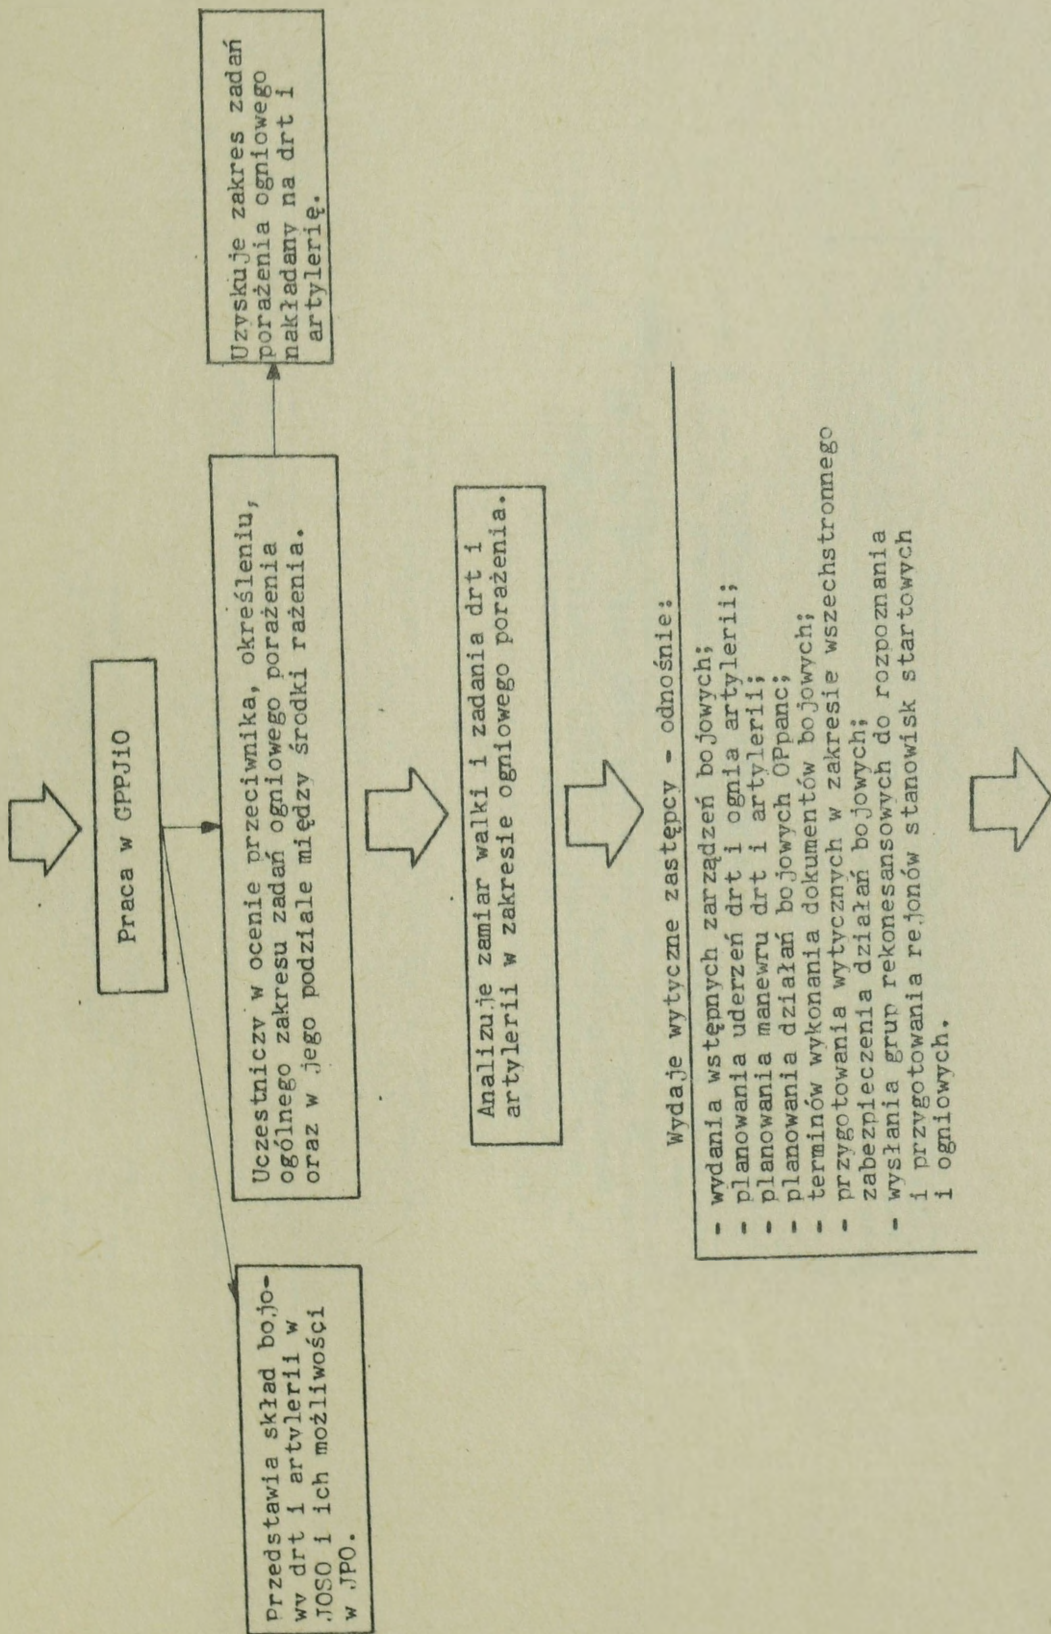 Praca w GPPJiO
Przedstawia skład bojo-
wy drt i artylerii w
JOSO i ich możliwości
w JPO.
Uczestniczy w ocenie przeciwnika, określeniu,
ogólnego zakresu zadań ogniowego porażenia
oraz w jego podziale między środki rażenia.
Uzyskuje zakres zadań
porażenia ogniowego
nakładany na drt i
artylerię.
Analizuje zamiar walki i zadania drt i
artylerii w zakresie ogniowego porażenia.
Wydaje wytyczne zastępcy - odnośnie:
- wydania wstępnych zarządzeń bojowych;
- planowania uderzeń drt i ognia artylerii;
- planowania manewru drt i artylerii;
- planowania działań bojowych OPpanc;
- terminów wykonania dokumentów bojowych;
- przygotowania wytycznych w zakresie wszechstronnego
zabezpieczenia działań bojowych;
- wysłania grup rekonesansowych do rozpoznania
i przygotowania rejonów stanowisk startowych
i ogniowych.